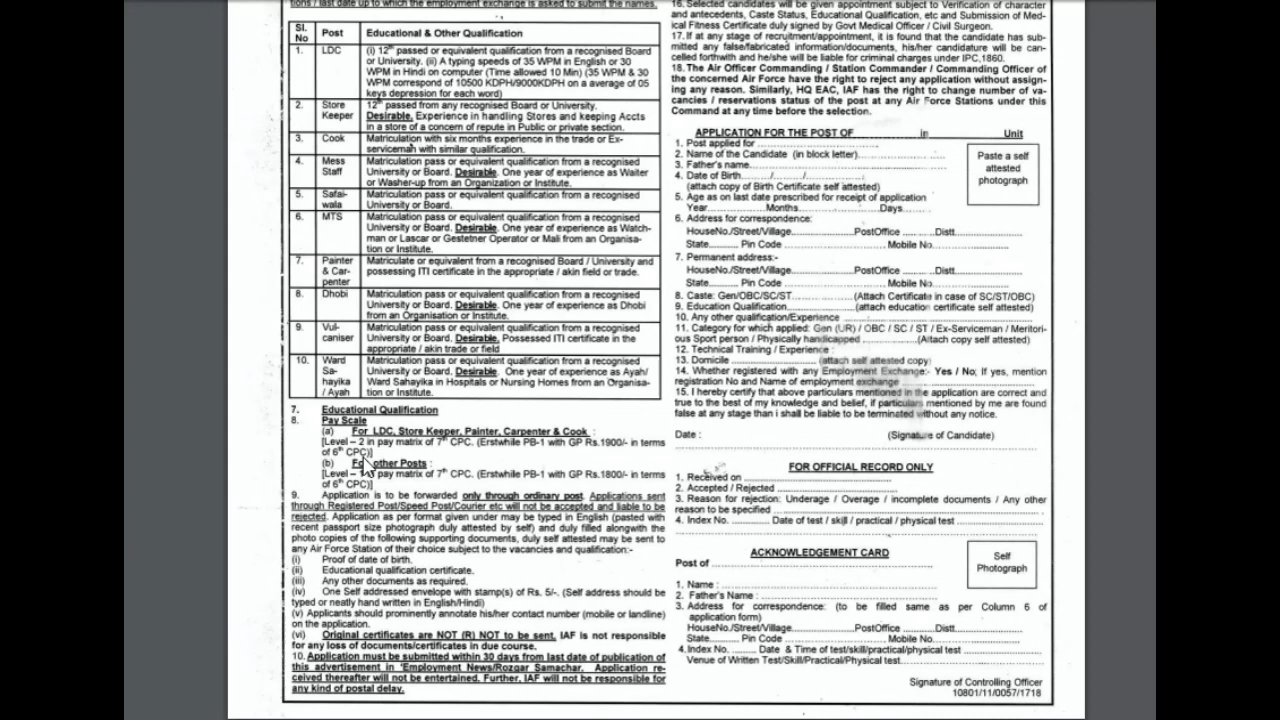 tions / last date up to which the employment exchange is asked to submit the names.
Sl. No Post Educational & Other Qualification
1. LDC (i) 12th passed or equivalent qualification from a recognised Board
or University. (ii) A typing speeds of 35 WPM in English or 30
WPM in Hindi on computer (Time allowed 10 Min) (35 WPM & 30
WPM correspond of 10500 KDPH/9000KDPH on a average of 05
keys depression for each word)
2. Store Keeper 12th passed from any recognised Board or University.
Desirable. Experience in handling Stores and keeping Accts
in a store of a concern of repute in Public or private section.
3. Cook Matriculation with six months experience in the trade or Ex-
serviceman with similar qualification.
4. Mess Staff Matriculation pass or equivalent qualification from a recognised
University or Board. Desirable. One year of experience as Waiter
or Washer-up from an Organization or Institute.
5. Safai-wala Matriculation pass or equivalent qualification from a recognised
University or Board.
6. MTS Matriculation pass or equivalent qualification from a recognised
University or Board. Desirable. One year of experience as Watch-
man or Lascar or Gestetner Operator or Mali from an Organisa-
tion or Institute.
7. Painter & Car-penter Matriculate or equivalent from a recognised Board / University and
possessing ITI certificate in the appropriate / akin field or trade.
8. Dhobi Matriculation pass or equivalent qualification from a recognised
University or Board. Desirable. One year of experience as Dhobi
from an Organisation or Institute.
9. Vul-caniser Matriculation pass or equivalent qualification from a recognised
University or Board. Desirable. Possessed ITI certificate in the
appropriate / akin trade or field
10. Ward Sa-hayika / Ayah Matriculation pass or equivalent qualification from a recognised
University or Board. Desirable. One year of experience as Ayah/
Ward Sahayika in Hospitals or Nursing Homes from an Organisa-
tion or Institute.
7. Educational Qualification
8. Pay Scale
(a) For LDC, Store Keeper, Painter, Carpenter & Cook :
[Level – 2 in pay matrix of 7th CPC. (Erstwhile PB-1 with GP Rs.1900/- in terms
of 6th CPC)]
(b) For other Posts :
[Level – pay matrix of 7th CPC. (Erstwhile PB-1 with GP Rs.1800/- in terms
of 6th CPC)]
9. Application is to be forwarded only through ordinary post. Applications sent
through Registered Post/Speed Post/Courier etc will not be accepted and liable to be
rejected. Application as per format given under may be typed in English (pasted with
recent passport size photograph duly attested by self) and duly filled alongwith the
photo copies of the following supporting documents, duly self attested may be sent to
any Air Force Station of their choice subject to the vacancies and qualification:-
(i) Proof of date of birth.
(ii) Educational qualification certificate.
(iii) Any other documents as required.
(iv) One Self addressed envelope with stamp(s) of Rs. 5/-. (Self address should be
typed or neatly hand written in English/Hindi)
(v) Applicants should prominently annotate his/her contact number (mobile or landline)
on the application.
(vi) Original certificates are NOT (R) NOT to be sent. IAF is not responsible
for any loss of documents/certificates in due course.
10. Application must be submitted within 30 days from last date of publication of
this advertisement in 'Employment News/Rozgar Samachar. Application re-
ceived thereafter will not be entertained. Further, IAF will not be responsible for
any kind of postal delay.
16. Selected candidates will be given appointment subject to Verification of character
and antecedents, Caste Status, Educational Qualification, etc and Submission of Med-
ical Fitness Certificate duly signed by Govt Medical Officer / Civil Surgeon.
17. If at any stage of recruitment/appointment, it is found that the candidate has sub-
mitted any false/fabricated information/documents, his/her candidature will be can-
celled forthwith and he/she will be liable for criminal charges under IPC,1860.
18. The Air Officer Commanding / Station Commander / Commanding Officer of
the concerned Air Force have the right to reject any application without assign-
ing any reason. Similarly, HQ EAC, IAF has the right to change number of va-
cancies / reservations status of the post at any Air Force Stations under this
Command at any time before the selection.
APPLICATION FOR THE POST OF ________ in ________ Unit
1. Post applied for ..............................
2. Name of the Candidate (in block letter)......................
3. Father's name..............................
4. Date of Birth....../......./...............:
(attach copy of Birth Certificate self attested)
5. Age as on last date prescribed for receipt of application
Year...............Months .....................Days...........
Paste a self
attested
photograph
6. Address for correspondence:
HouseNo./Street/Village................PostOffice .............Distt...............
State......... Pin Code ........................... Mobile No....................
7. Permanent address:-
HouseNo./Street/Village................PostOffice .............Distt...............
State......... Pin Code ........................... Mobile No....................
8. Caste: Gen/OBC/SC/ST............... (Attach Certificate in case of SC/ST/OBC)
9. Education Qualification.................(attach education certificate self attested)
10. Any other qualification/Experience ..............................
11. Category for which applied: Gen (UR) / OBC / SC / ST / Ex-Serviceman / Meritori-
ous Sport person / Physically handicapped ...............(Attach copy self attested)
12. Technical Training / Experience :
13. Domicile ..................... (attach self attested copy)
14. Whether registered with any Employment Exchange:- Yes / No; If yes, mention
registration No and Name of employment exchange
15. I hereby certify that above particulars mentioned in the application are correct and
true to the best of my knowledge and belief, if particulars mentioned by me are found
false at any stage than i shall be liable to be terminated without any notice.
Date : (Signature of Candidate)
FOR OFFICIAL RECORD ONLY
1. Received on ..............................
2. Accepted / Rejected ..............................
3. Reason for rejection: Underage / Overage / incomplete documents / Any other
reason to be specified ..............................
4. Index No. ........... Date of test / skill / practical / physical test ....................
ACKNOWLEDGEMENT CARD
Post of ..............................
Self
Photograph
1. Name : ..............................
2. Father's Name : ..............................
3. Address for correspondence: (to be filled same as per Column 6 of
application form)
HouseNo./Street/Village................PostOffice .............Distt...............
State......... Pin Code ........................... Mobile No....................
4. Index No. ........... Date & Time of test/skill/practical/physical test ...............
Venue of Written Test/Skill/Practical/Physical test..............................
Signature of Controlling Officer
10801/11/0057/1718